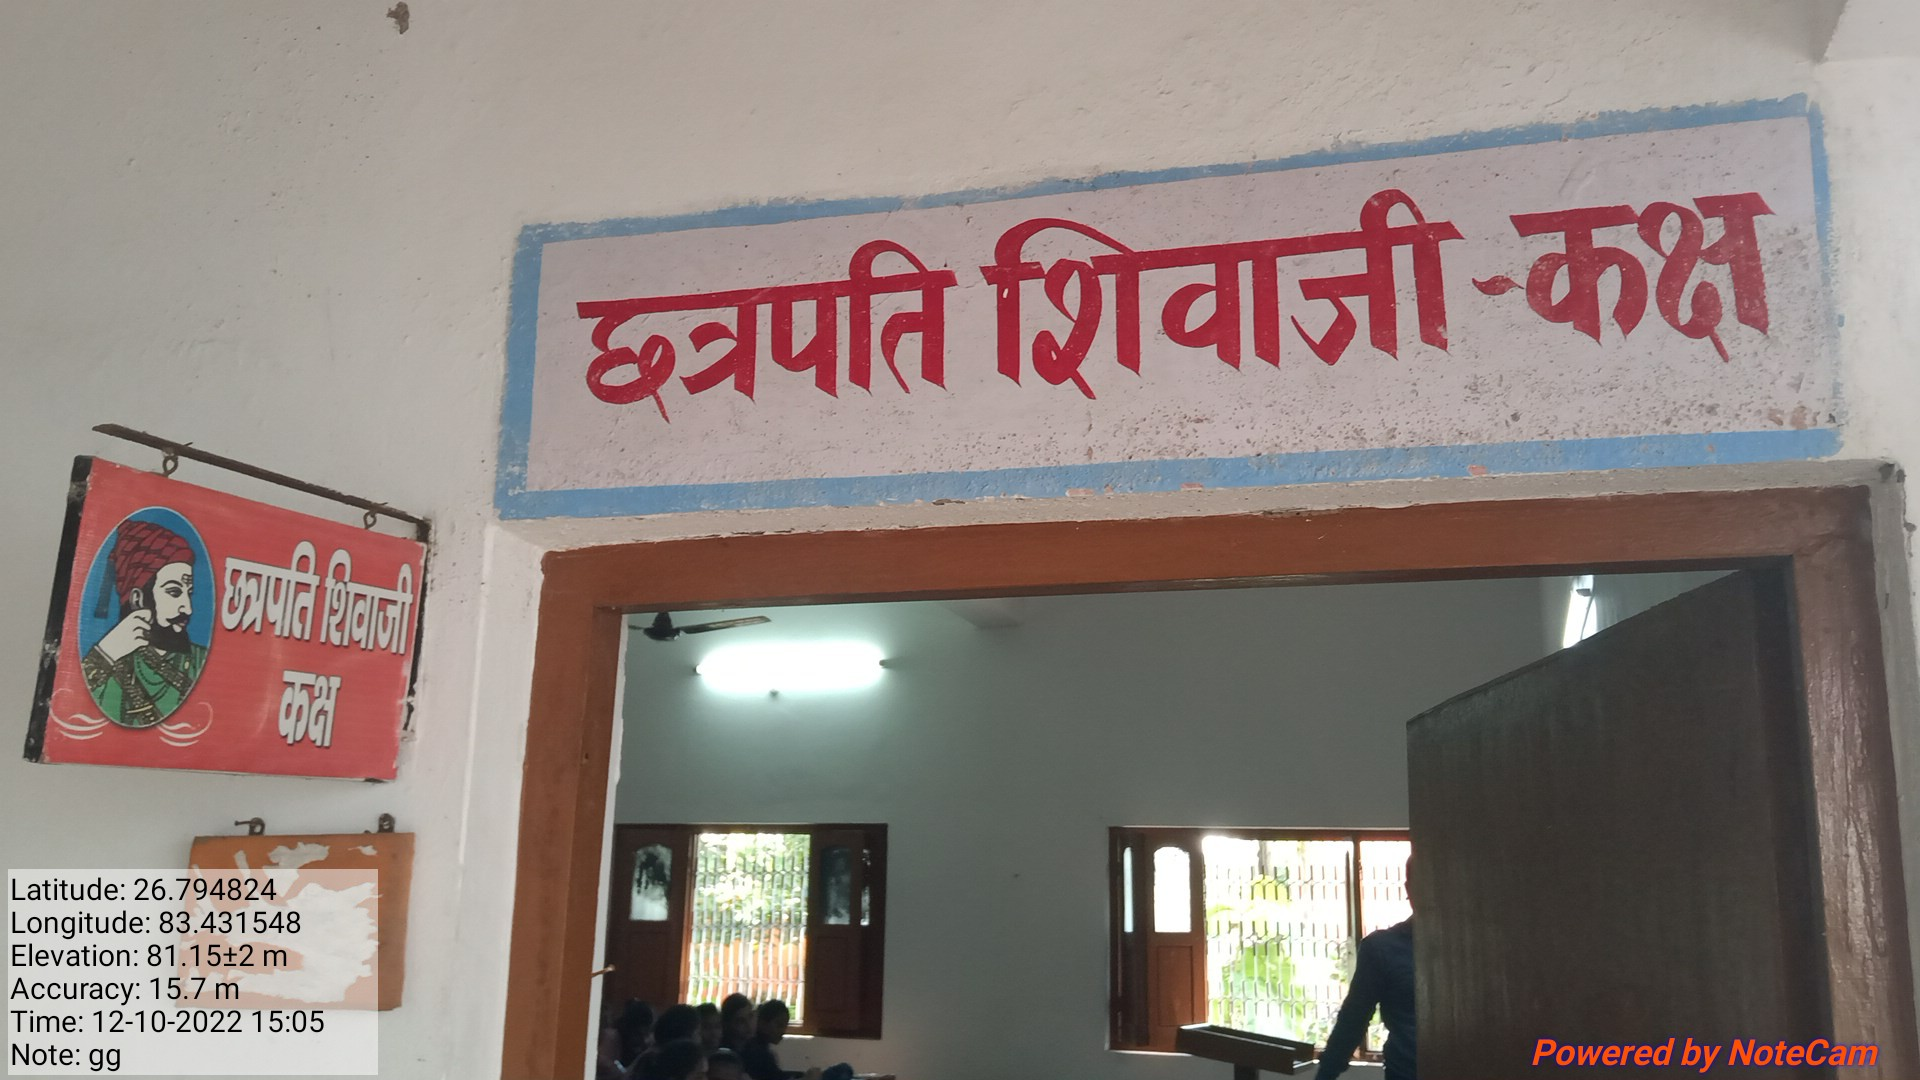 छत्रपति शिवाजी-कक्ष
छत्रपति शिवाजी
कक्ष
Latitude: 26.794824
Longitude: 83.431548
Elevation: 81.15±2 m
Accuracy: 15.7 m
Time: 12-10-2022 15:05
Note: gg
Powered by NoteCam